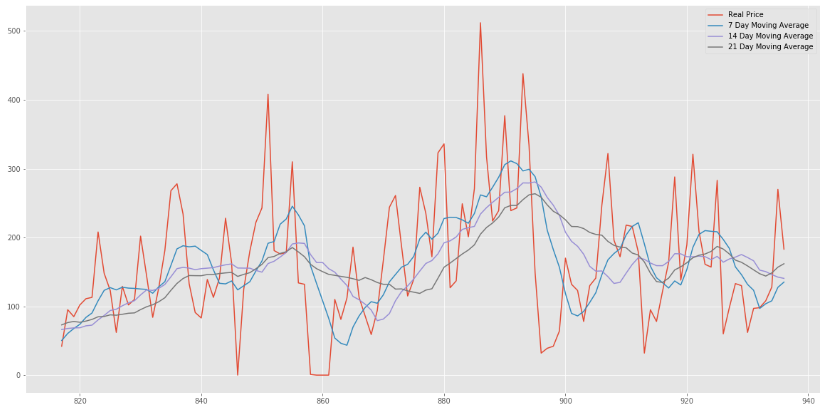 Real Price
7 Day Moving Average
14 Day Moving Average
21 Day Moving Average
500
400
300
200
100
0
820 840 860 880 900 920 940